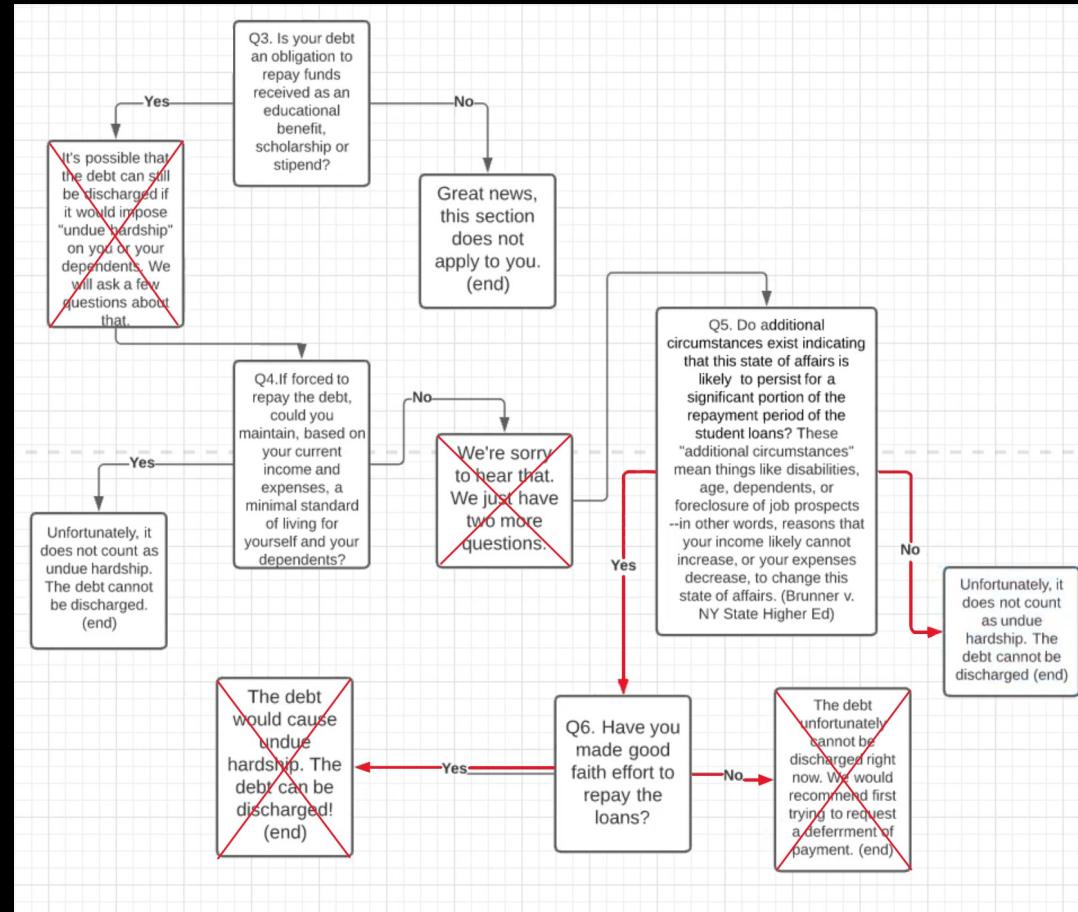 Q3. Is your debt
an obligation to
repay funds
received as an
educational
benefit,
scholarship or
stipend?
Yes
No
It's possible that
the debt can still
be discharged if
it would impose
"undue hardship"
on you or your
dependents. We
will ask a few
questions about
that.
Great news,
this section
does not
apply to you.
(end)
Q4.If forced to
repay the debt,
could you
maintain, based on
your current
income and
expenses, a
minimal standard
of living for
yourself and your
dependents?
Yes
No
Unfortunately, it
does not count as
undue hardship.
The debt cannot
be discharged.
(end)
We're sorry
to hear that.
We just have
two more
questions.
Q5. Do additional
circumstances exist indicating
that this state of affairs is
likely to persist for a
significant portion of the
repayment period of the
student loans? These
"additional circumstances"
mean things like disabilities,
age, dependents, or
foreclosure of job prospects
--in other words, reasons that
your income likely cannot
increase, or your expenses
decrease, to change this
state of affairs. (Brunner v.
NY State Higher Ed)
Yes
No
Unfortunately, it
does not count
as undue
hardship. The
debt cannot be
discharged (end)
Q6. Have you
made good
faith effort to
repay the
loans?
Yes
No
The debt
would cause
undue
hardship. The
debt can be
discharged!
(end)
The debt
unfortunately
cannot be
discharged right
now. We would
recommend first
trying to request
a deferrment of
payment. (end)